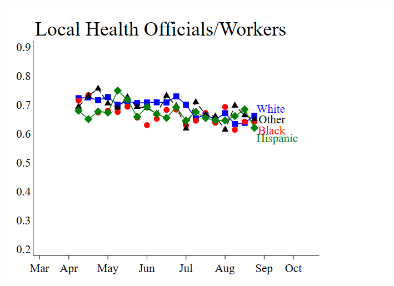 Local Health Officials/Workers
0.9
0.8
0.7
0.6
0.5
0.4
0.3
0.2
White
Other
Black
Hispanic
Mar Apr May Jun Jul Aug Sep Oct